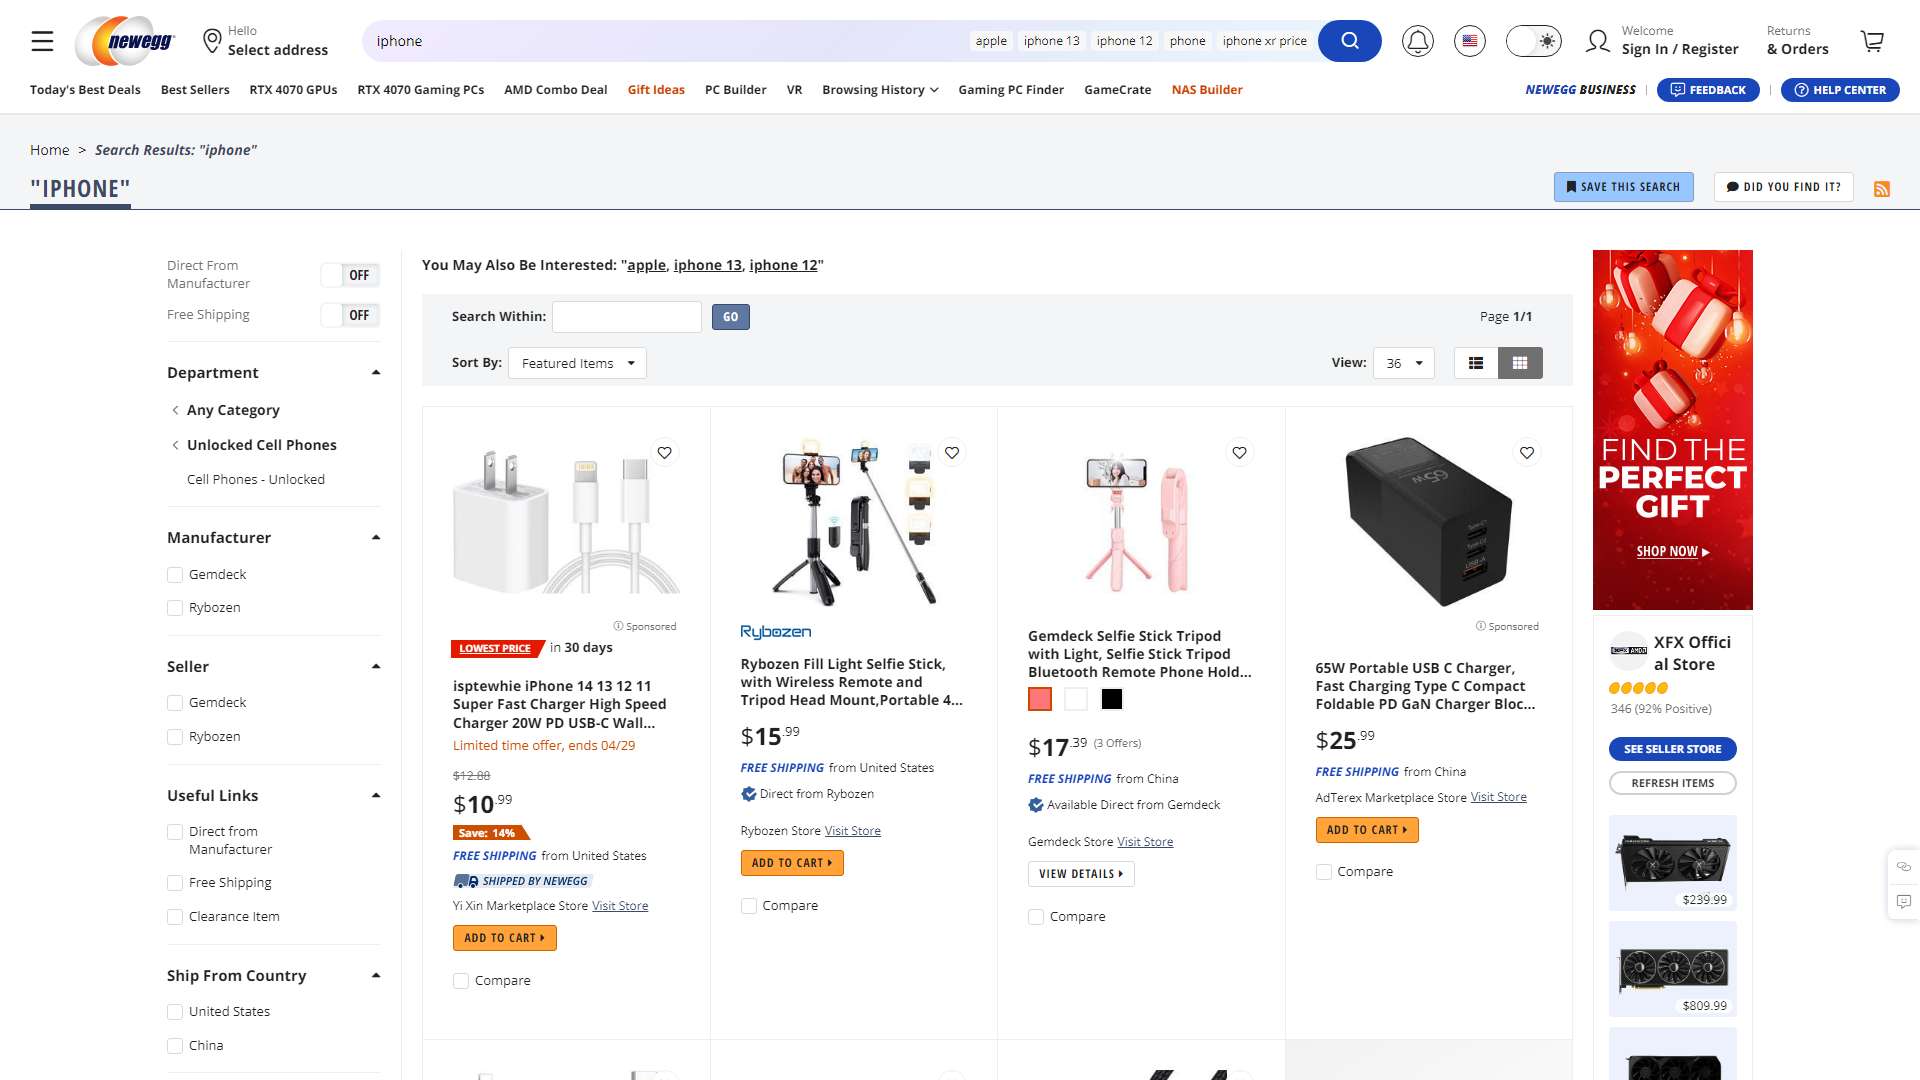 newegg
Hello
Select address
iphone
apple
iphone 13
iphone 12
phone
iphone xr price
Welcome
Sign In / Register
Returns
& Orders
Today's Best Deals
Best Sellers
RTX 4070 GPUs
RTX 4070 Gaming PCs
AMD Combo Deal
Gift Ideas
PC Builder
VR
Browsing History
Gaming PC Finder
GameCrate
NAS Builder
NEWEGG BUSINESS
FEEDBACK
HELP CENTER
Home > Search Results: "iphone"
"IPHONE"
SAVE THIS SEARCH
DID YOU FIND IT?
Direct From
Manufacturer
OFF
Free Shipping
OFF
Department
Any Category
Unlocked Cell Phones
Cell Phones - Unlocked
Manufacturer
Gemdeck
Rybozen
Seller
Gemdeck
Rybozen
Useful Links
Direct from
Manufacturer
Free Shipping
Clearance Item
Ship From Country
United States
China
You May Also Be Interested: "apple, iphone 13, iphone 12"
Search Within:
GO
Page 1/1
Sort By:
Featured Items
View:
36
Sponsored
LOWEST PRICE in 30 days
isptewhie iPhone 14 13 12 11
Super Fast Charger High Speed
Charger 20W PD USB-C Wall...
Limited time offer, ends 04/29
$12.88
$10.99
Save: 14%
FREE SHIPPING from United States
SHIPPED BY NEWEGG
Yi Xin Marketplace Store Visit Store
ADD TO CART
Compare
Rybozen
Rybozen Fill Light Selfie Stick,
with Wireless Remote and
Tripod Head Mount,Portable 4...
$15.99
FREE SHIPPING from United States
Direct from Rybozen
Rybozen Store Visit Store
ADD TO CART
Compare
Gemdeck Selfie Stick Tripod
with Light, Selfie Stick Tripod
Bluetooth Remote Phone Hold...
$17.39 (3 Offers)
FREE SHIPPING from China
Available Direct from Gemdeck
Gemdeck Store Visit Store
VIEW DETAILS
Compare
65W
Type-C1
Type-C2
USB-A
Sponsored
65W Portable USB C Charger,
Fast Charging Type C Compact
Foldable PD GaN Charger Bloc...
$25.99
FREE SHIPPING from China
AdTerex Marketplace Store Visit Store
ADD TO CART
Compare
FIND THE
PERFECT
GIFT
SHOP NOW
XFX AMD
XFX Offici
al Store
346 (92% Positive)
SEE SELLER STORE
REFRESH ITEMS
$239.99
$809.99